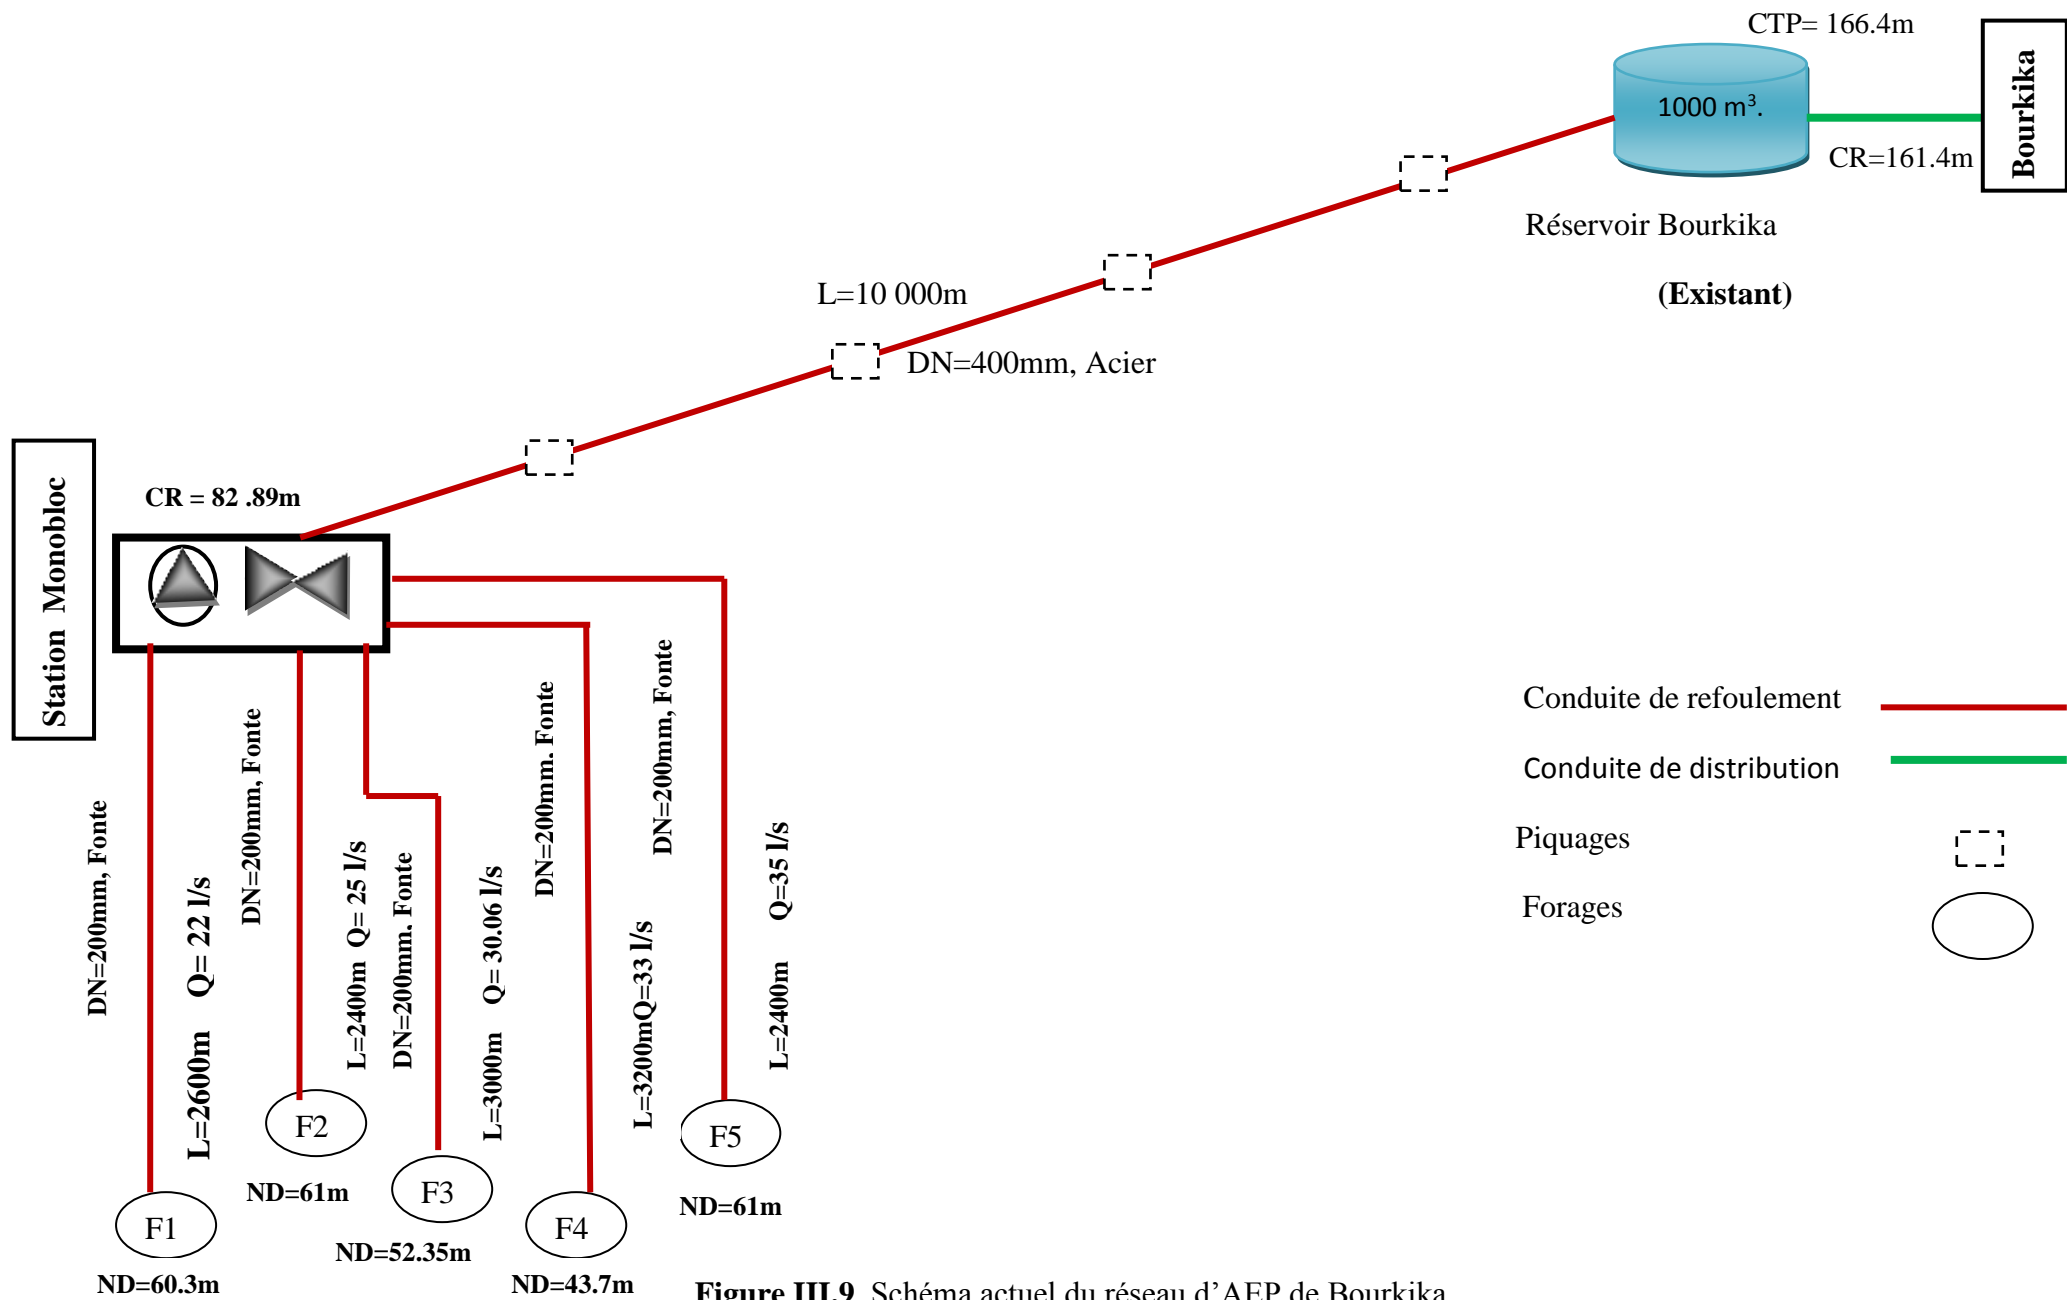 CTP= 166.4m
Bourkika
1000 m³.
CR=161.4m
Réservoir Bourkika
(Existant)
L=10 000m
DN=400mm, Acier
Station Monobloc
CR = 82 .89m
DN=200mm, Fonte
L=2600m Q= 22 l/s
DN=200mm, Fonte
L=2400m Q= 25 l/s
DN=200mm. Fonte
L=3000m Q= 30.06 l/s
DN=200mm. Fonte
L=3200mQ=33 l/s
DN=200mm, Fonte
L=2400m Q=35 l/s
Conduite de refoulement
Conduite de distribution
Piquages
Forages
F1
F2
F3
F4
F5
ND=60.3m
ND=61m
ND=52.35m
ND=43.7m
ND=61m
Figure III.9 Schéma actuel du réseau d’AEP de Bourkika